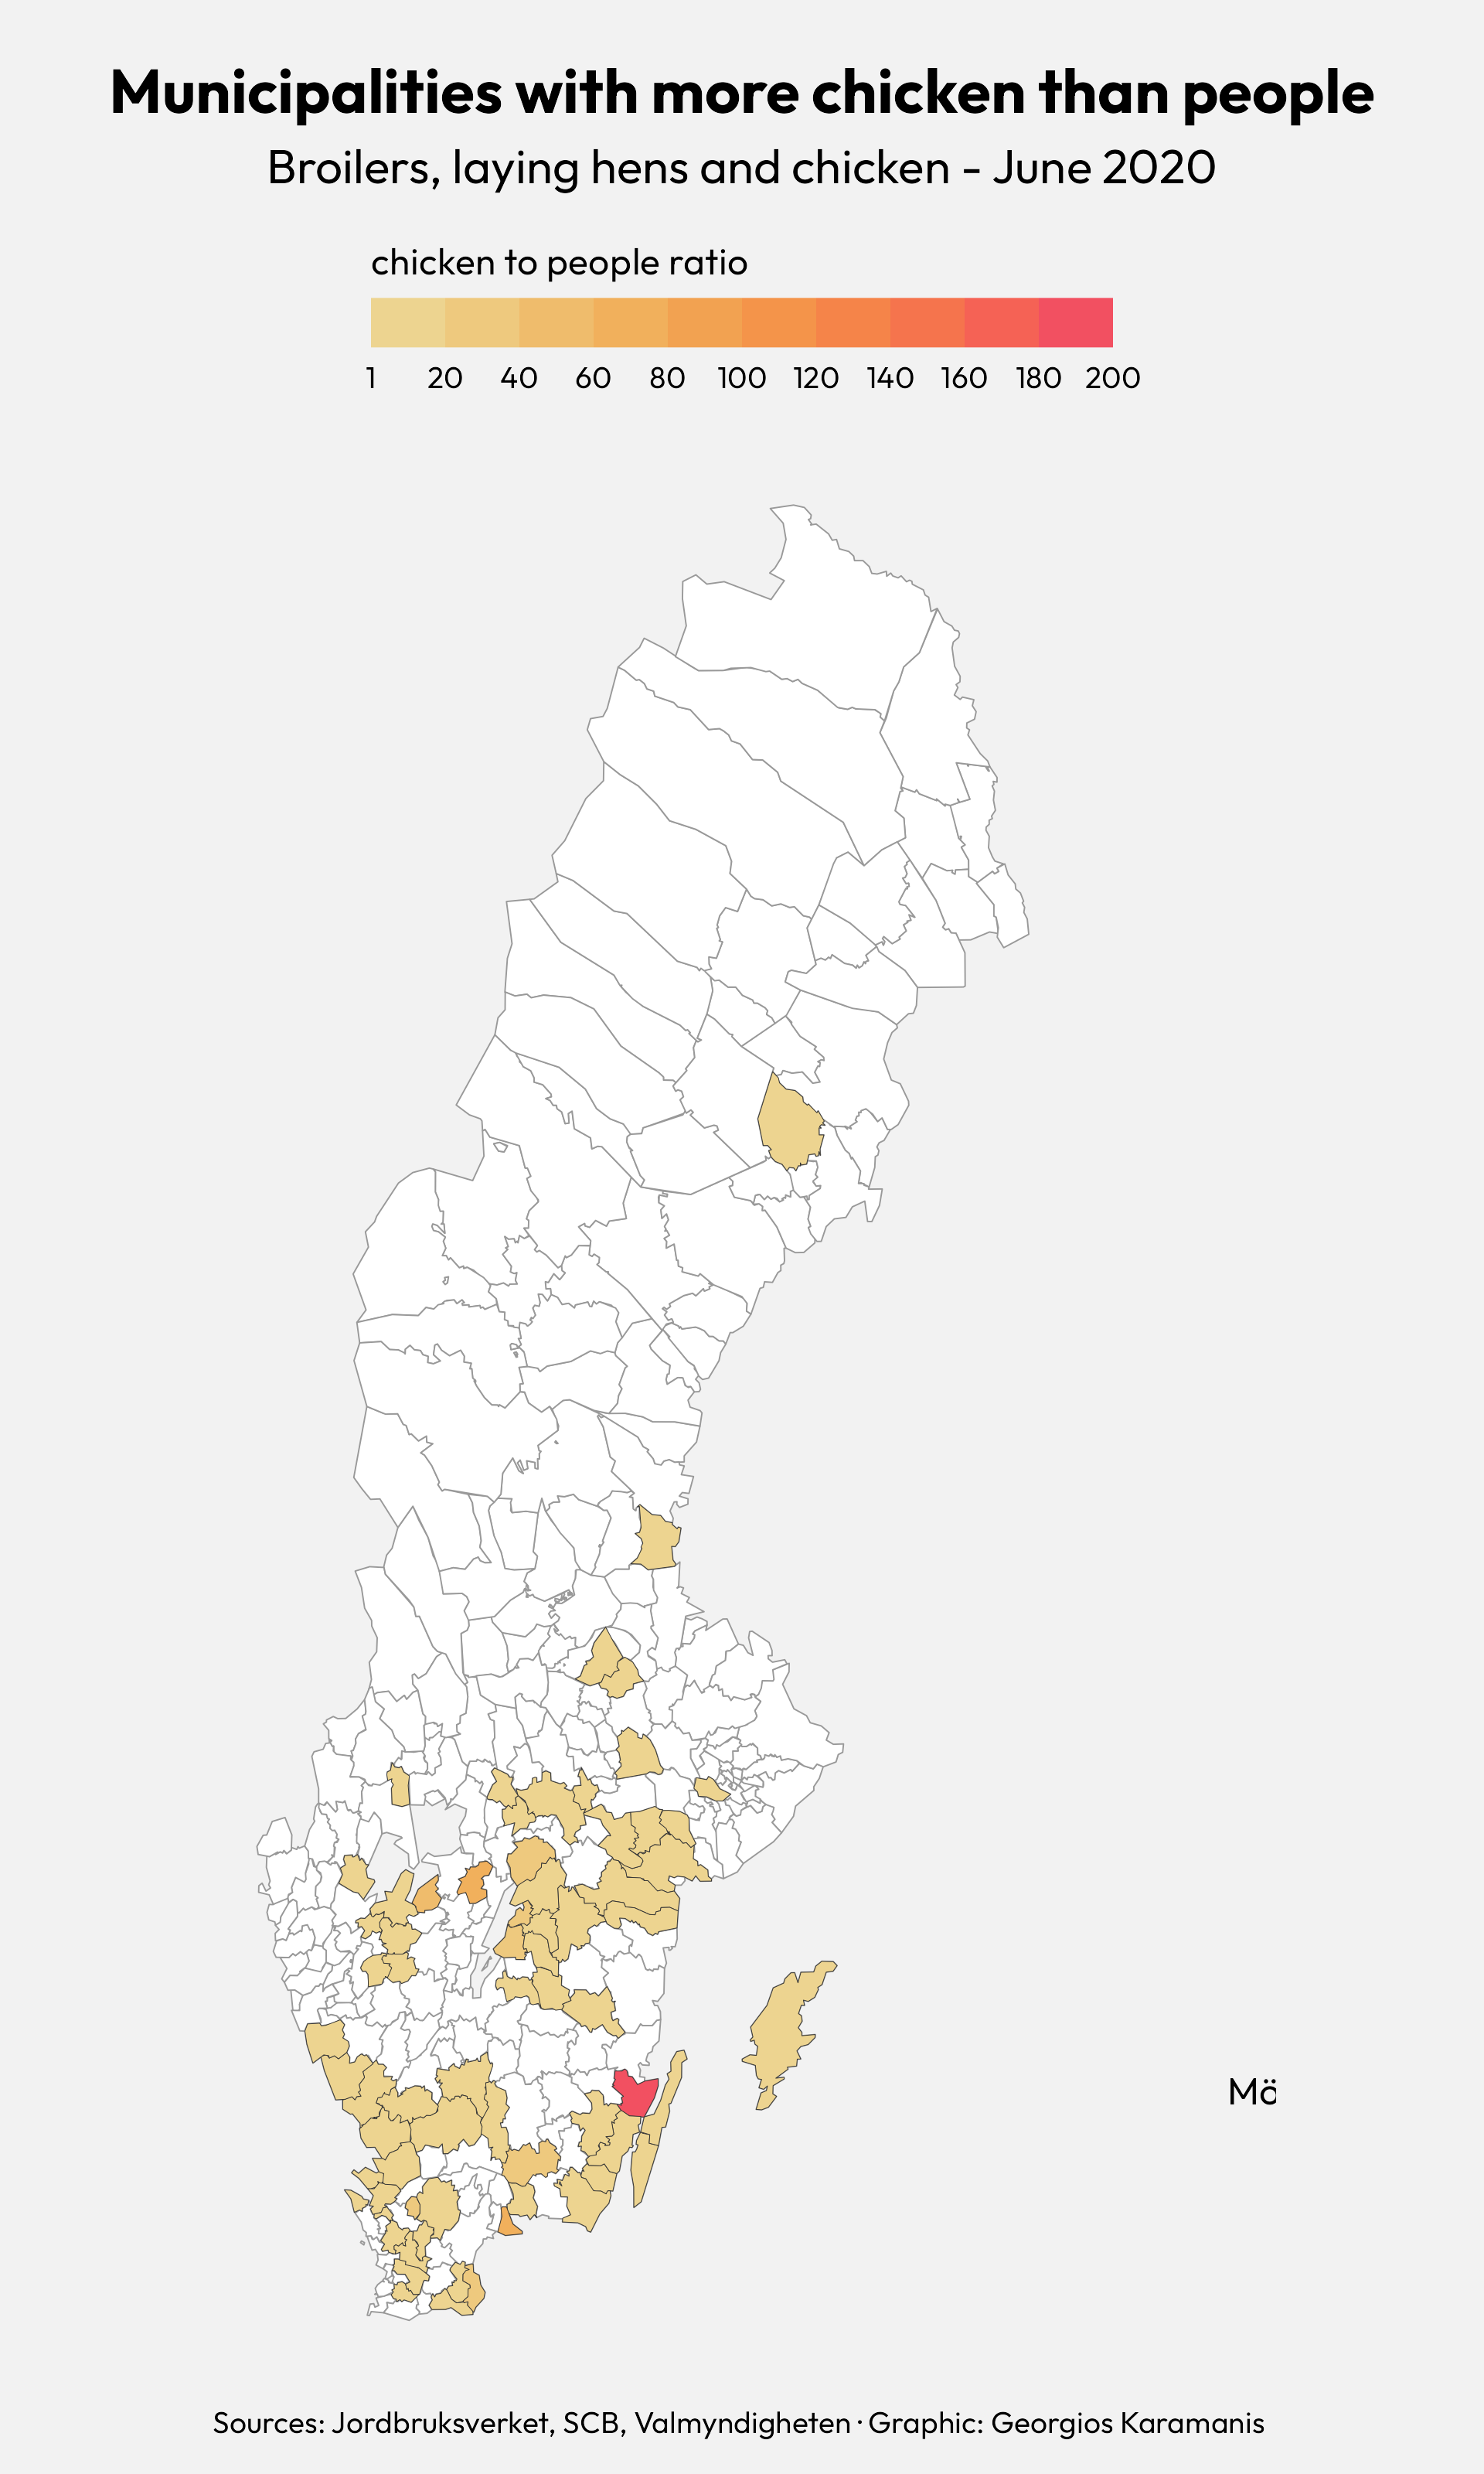 Municipalities with more chicken than people
Broilers, laying hens and chicken - June 2020
chicken to people ratio
1 20 40 60 80 100 120 140 160 180 200
Mö
Sources: Jordbruksverket, SCB, Valmyndigheten · Graphic: Georgios Karamanis